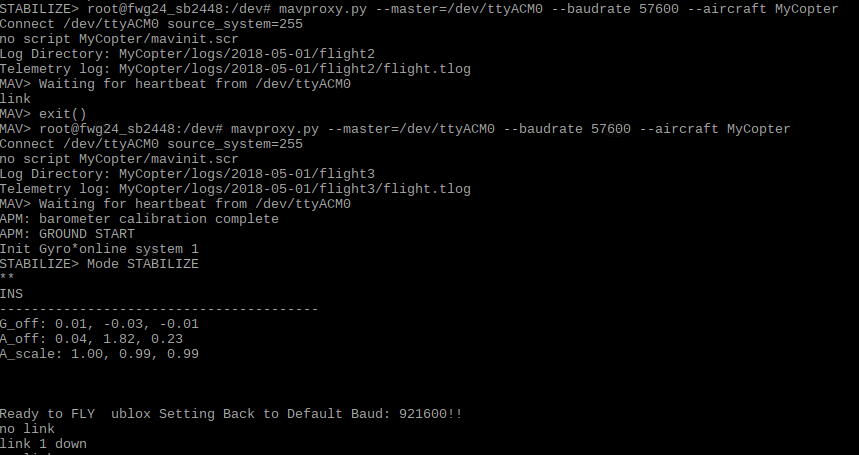 STABILIZE> root@fwg24_sb2448:/dev# mavproxy.py --master=/dev/ttyACM0 --baudrate 57600 --aircraft MyCopter
Connect /dev/ttyACM0 source_system=255
no script MyCopter/mavinit.scr
Log Directory: MyCopter/logs/2018-05-01/flight2
Telemetry log: MyCopter/logs/2018-05-01/flight2/flight.tlog
MAV> Waiting for heartbeat from /dev/ttyACM0
link
MAV> exit()
MAV> root@fwg24_sb2448:/dev# mavproxy.py --master=/dev/ttyACM0 --baudrate 57600 --aircraft MyCopter
Connect /dev/ttyACM0 source_system=255
no script MyCopter/mavinit.scr
Log Directory: MyCopter/logs/2018-05-01/flight3
Telemetry log: MyCopter/logs/2018-05-01/flight3/flight.tlog
MAV> Waiting for heartbeat from /dev/ttyACM0
APM: barometer calibration complete
APM: GROUND START
Init Gyro*online system 1
STABILIZE> Mode STABILIZE
**
INS
----------------------------------------
G_off: 0.01, -0.03, -0.01
A_off: 0.04, 1.82, 0.23
A_scale: 1.00, 0.99, 0.99
Ready to FLY  ublox Setting Back to Default Baud: 921600!!
no link
link 1 down